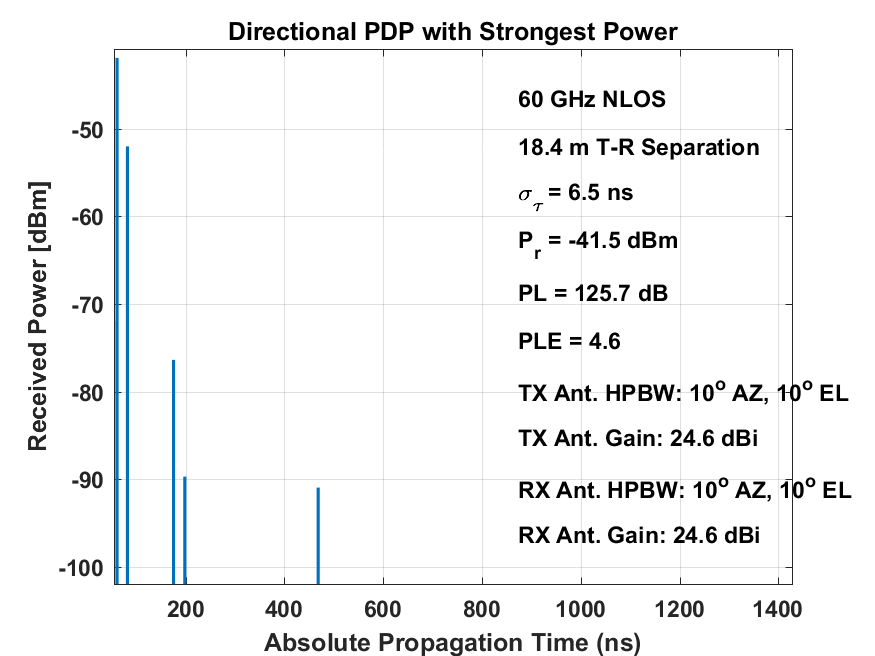 Directional PDP with Strongest Power
60 GHz NLOS
18.4 m T-R Separation
σ_τ = 6.5 ns
P_r = -41.5 dBm
PL = 125.7 dB
PLE = 4.6
TX Ant. HPBW: 10° AZ, 10° EL
TX Ant. Gain: 24.6 dBi
RX Ant. HPBW: 10° AZ, 10° EL
RX Ant. Gain: 24.6 dBi
Received Power [dBm]
-50
-60
-70
-80
-90
-100
200 400 600 800 1000 1200 1400
Absolute Propagation Time (ns)